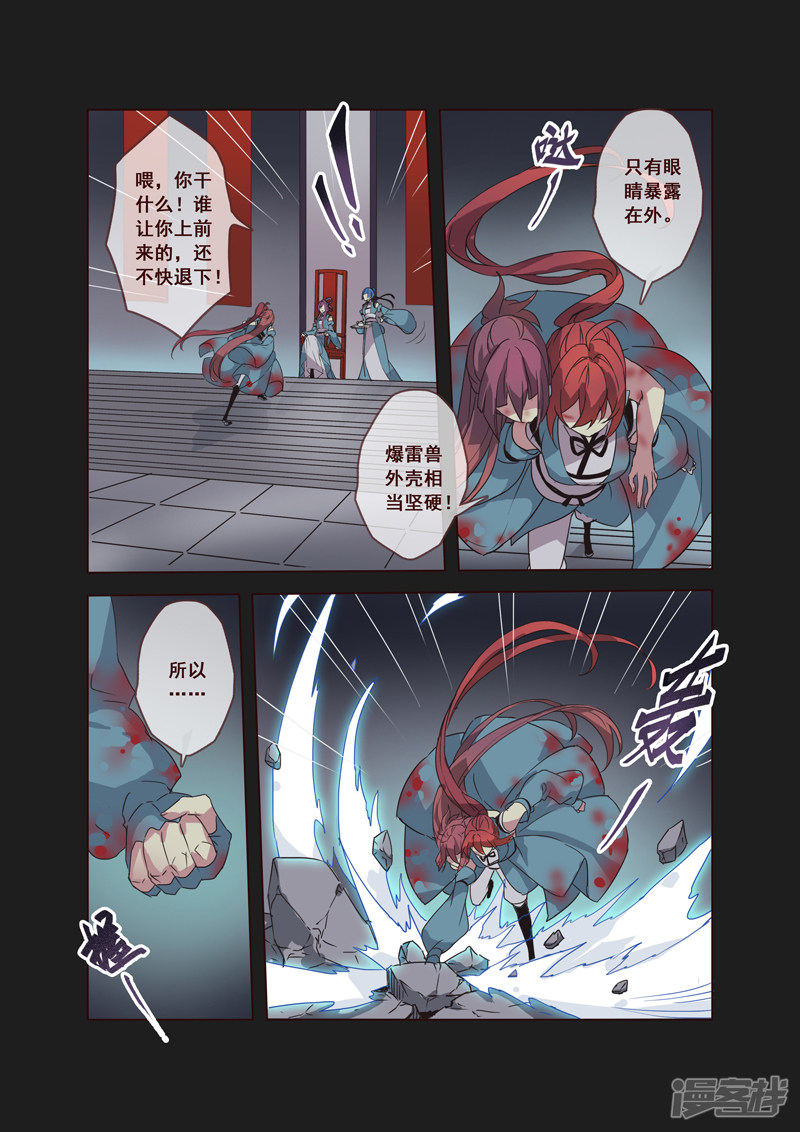 喂，你干
什么！谁
让你上前
来的，还
不快退下！
！！
哒
只有眼
睛暴露
在外。
爆雷兽
外壳相
当坚硬！
所以
……
漫客栈